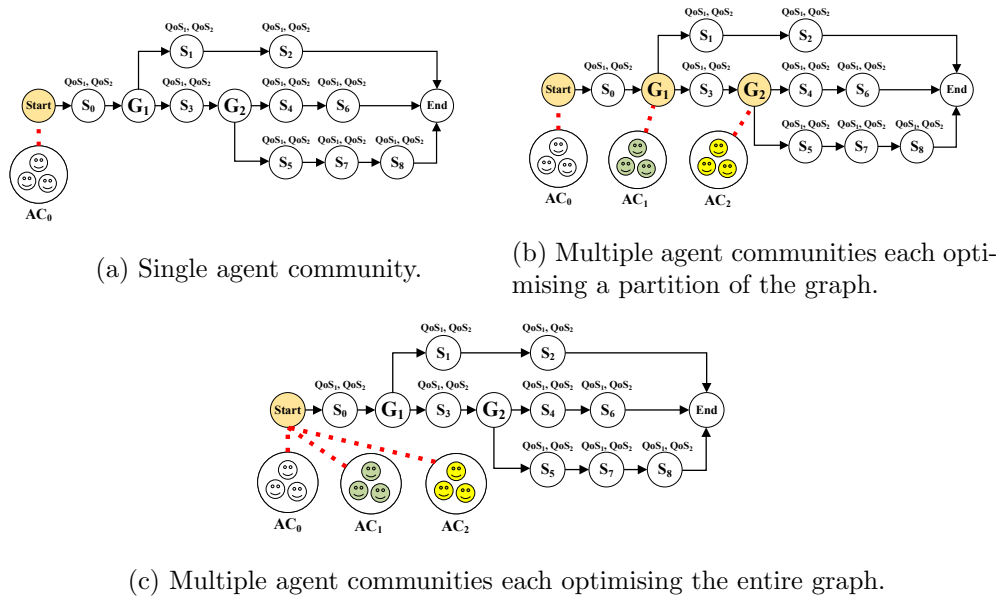 QoS₁, QoS₂ QoS₁, QoS₂
S₁ S₂
QoS₁, QoS₂ QoS₁, QoS₂ QoS₁, QoS₂ QoS₁, QoS₂
Start S₀ G₁ S₃ G₂ S₄ S₆ End
QoS₁, QoS₂ QoS₁, QoS₂ QoS₁, QoS₂
S₅ S₇ S₈
AC₀
(a) Single agent community.
QoS₁, QoS₂ QoS₁, QoS₂
S₁ S₂
QoS₁, QoS₂ QoS₁, QoS₂ QoS₁, QoS₂ QoS₁, QoS₂
Start S₀ G₁ S₃ G₂ S₄ S₆ End
QoS₁, QoS₂ QoS₁, QoS₂ QoS₁, QoS₂
S₅ S₇ S₈
AC₀ AC₁ AC₂
(b) Multiple agent communities each opti-
mising a partition of the graph.
QoS₁, QoS₂ QoS₁, QoS₂
S₁ S₂
QoS₁, QoS₂ QoS₁, QoS₂ QoS₁, QoS₂ QoS₁, QoS₂
Start S₀ G₁ S₃ G₂ S₄ S₆ End
QoS₁, QoS₂ QoS₁, QoS₂ QoS₁, QoS₂
S₅ S₇ S₈
AC₀ AC₁ AC₂
(c) Multiple agent communities each optimising the entire graph.